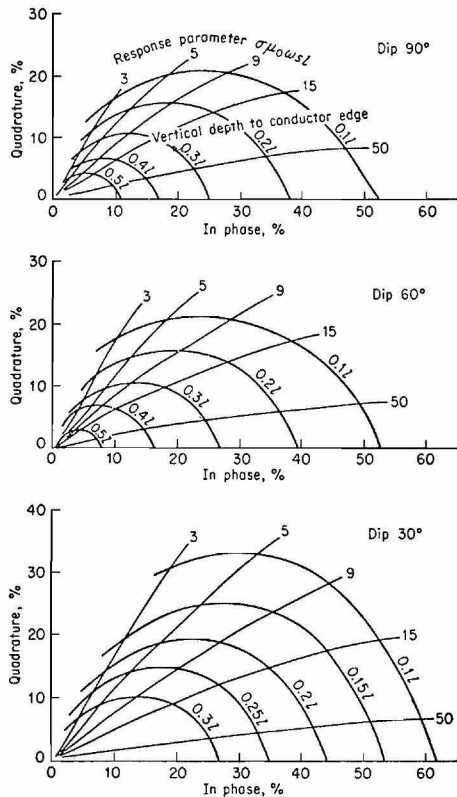 30
20
10
0
Quadrature, %
Response parameter σμ₀wsl
Dip 90°
3
5
9
15
50
Vertical depth to conductor edge
0.1l
0.2l
0.3l
0.4l
0.5l
0 10 20 30 40 50 60
In phase, %
30
20
10
0
Quadrature, %
Dip 60°
3
5
9
15
50
0.1l
0.2l
0.3l
0.4l
0.5l
0 10 20 30 40 50 60
In phase, %
40
30
20
10
0
Quadrature, %
Dip 30°
3
5
9
15
50
0.1l
0.15l
0.2l
0.25l
0.3l
0 10 20 30 40 50 60
In phase, %